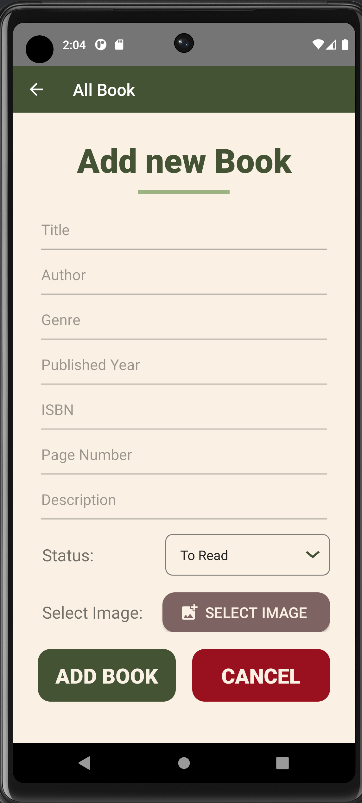 2:04
All Book
Add new Book
Title
Author
Genre
Published Year
ISBN
Page Number
Description
Status: To Read
Select Image: SELECT IMAGE
ADD BOOK CANCEL